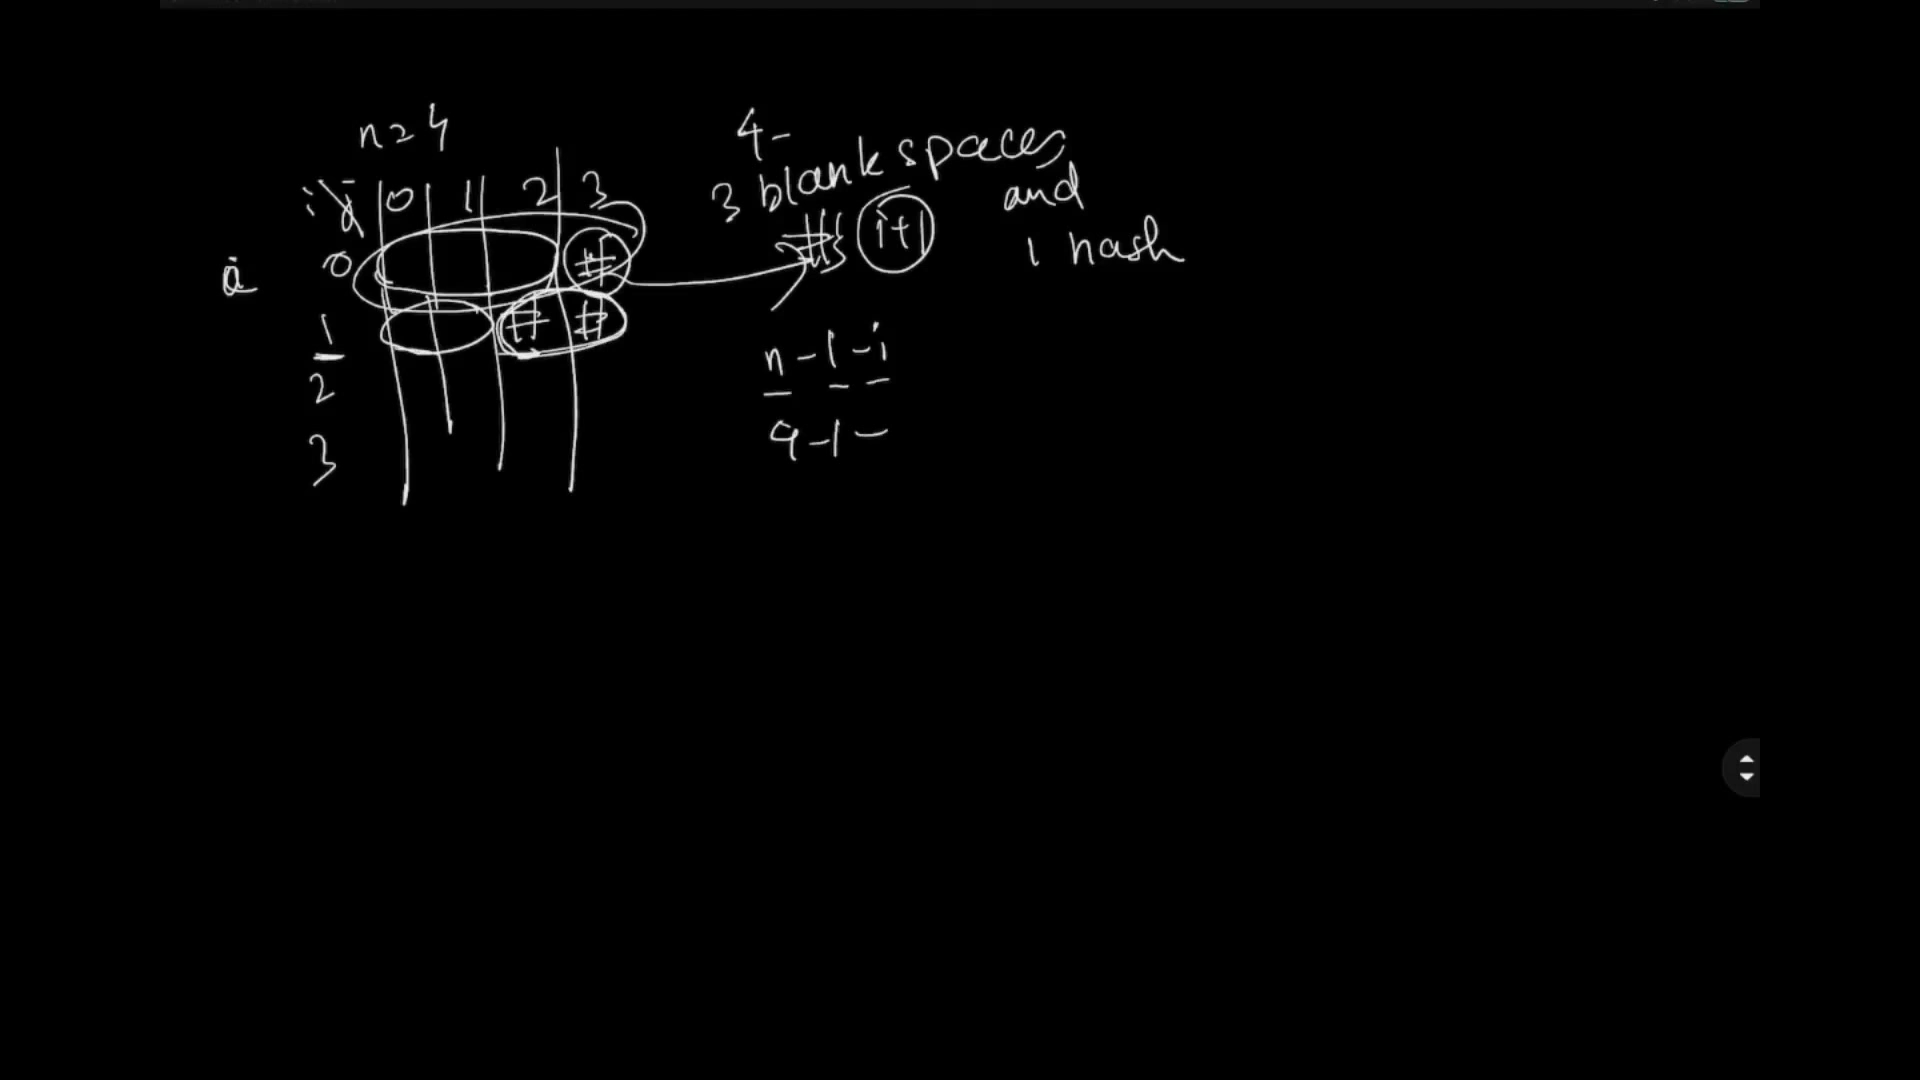 n=4
i\j 0 1 2 3
0 #
1 # #
2
3
4-
3 blank spaces
and
1 hash
#s i+1
n-1-i
4-1-